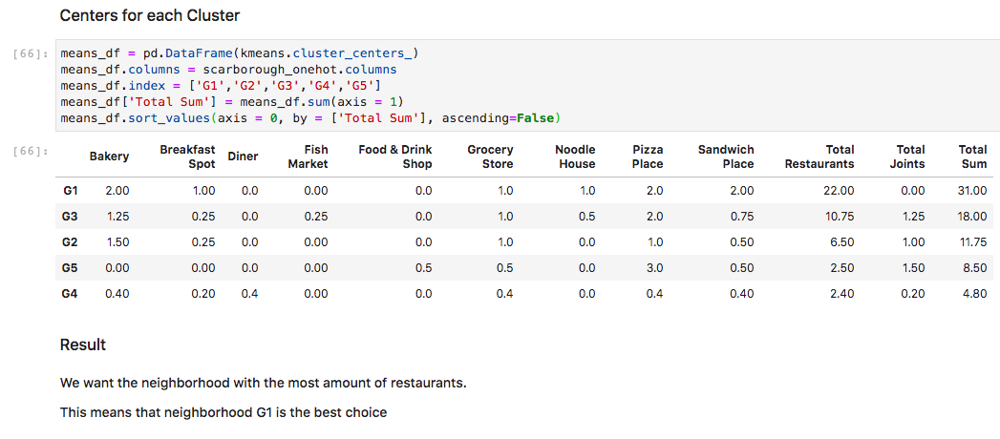 Centers for each Cluster
[66]: means_df = pd.DataFrame(kmeans.cluster_centers_)
means_df.columns = scarborough_onehot.columns
means_df.index = ['G1','G2','G3','G4','G5']
means_df['Total Sum'] = means_df.sum(axis = 1)
means_df.sort_values(axis = 0, by = ['Total Sum'], ascending=False)
[66]: Bakery Breakfast Spot Diner Fish Market Food & Drink Shop Grocery Store Noodle House Pizza Place Sandwich Place Total Restaurants Total Joints Total Sum
G1 2.00 1.00 0.0 0.00 0.0 1.0 1.0 2.0 2.00 22.00 0.00 31.00
G3 1.25 0.25 0.0 0.25 0.0 1.0 0.5 2.0 0.75 10.75 1.25 18.00
G2 1.50 0.25 0.0 0.00 0.0 1.0 0.0 1.0 0.50 6.50 1.00 11.75
G5 0.00 0.00 0.0 0.00 0.5 0.5 0.0 3.0 0.50 2.50 1.50 8.50
G4 0.40 0.20 0.4 0.00 0.0 0.4 0.0 0.4 0.40 2.40 0.20 4.80
Result
We want the neighborhood with the most amount of restaurants.
This means that neighborhood G1 is the best choice